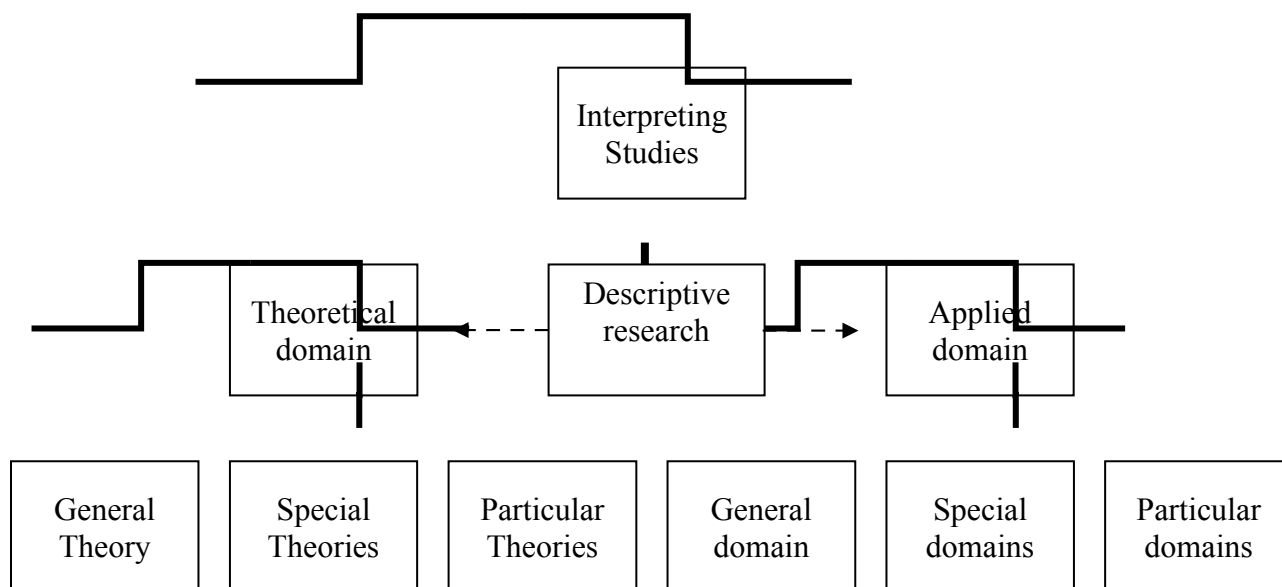 Interpreting
Studies
Theoretical
domain
Descriptive
research
Applied
domain
General
Theory
Special
Theories
Particular
Theories
General
domain
Special
domains
Particular
domains